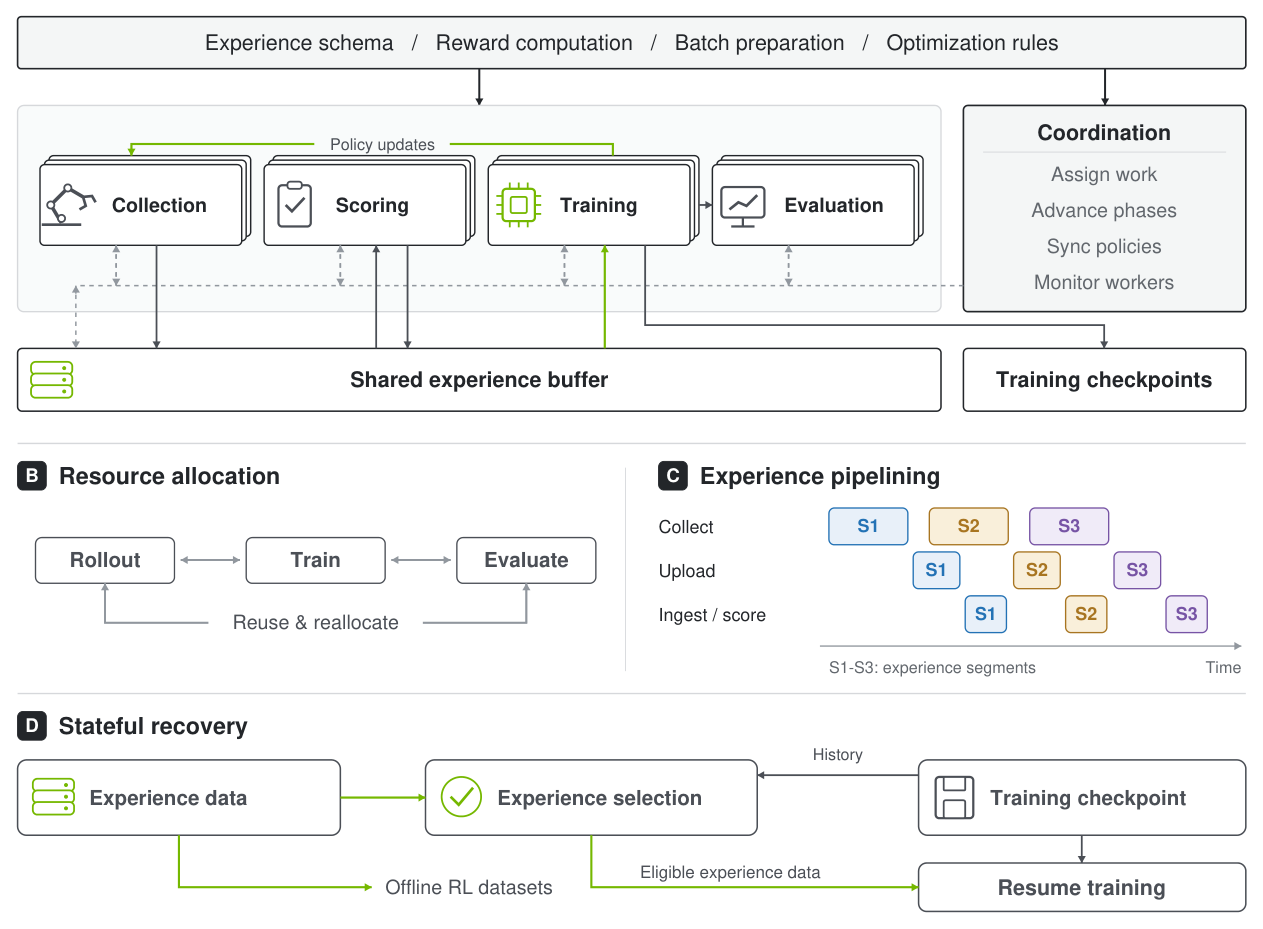 Experience schema / Reward computation / Batch preparation / Optimization rules
Policy updates
Collection
Scoring
Training
Evaluation
Coordination
Assign work
Advance phases
Sync policies
Monitor workers
Shared experience buffer
Training checkpoints
B Resource allocation
Rollout
Train
Evaluate
Reuse & reallocate
C Experience pipelining
Collect S1 S2 S3
Upload S1 S2 S3
Ingest / score S1 S2 S3
S1-S3: experience segments Time
D Stateful recovery
History
Experience data
Experience selection
Training checkpoint
Eligible experience data
Offline RL datasets
Resume training